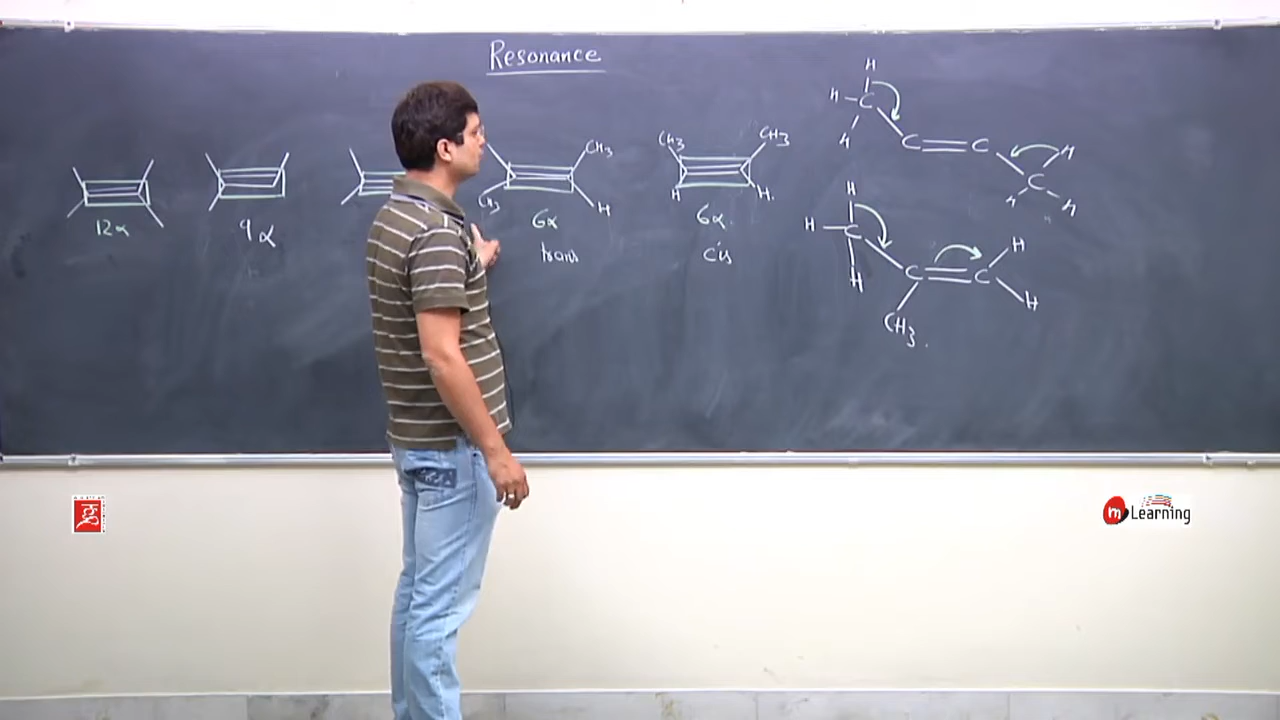 Resonance
12α
9α
CH3
CH3
H
6α
trans
CH3
CH3
H
H.
6α.
cis
H
H
H
C
C
C
H
C
H
H
H
H
C
H
C
C
H
H
CH3.
m Learning